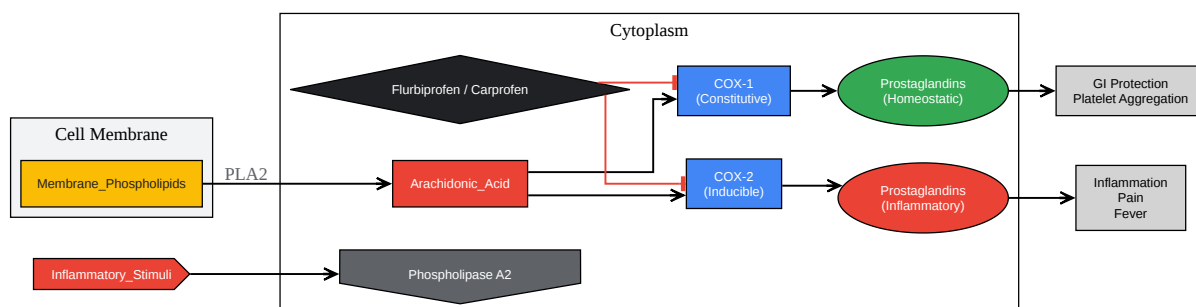 Cytoplasm
Flurbiprofen / Carprofen
COX-1
(Constitutive)
Prostaglandins
(Homeostatic)
GI Protection
Platelet Aggregation
Cell Membrane
Membrane_Phospholipids
PLA2
Arachidonic_Acid
COX-2
(Inducible)
Prostaglandins
(Inflammatory)
Inflammation
Pain
Fever
Inflammatory_Stimuli
Phospholipase A2